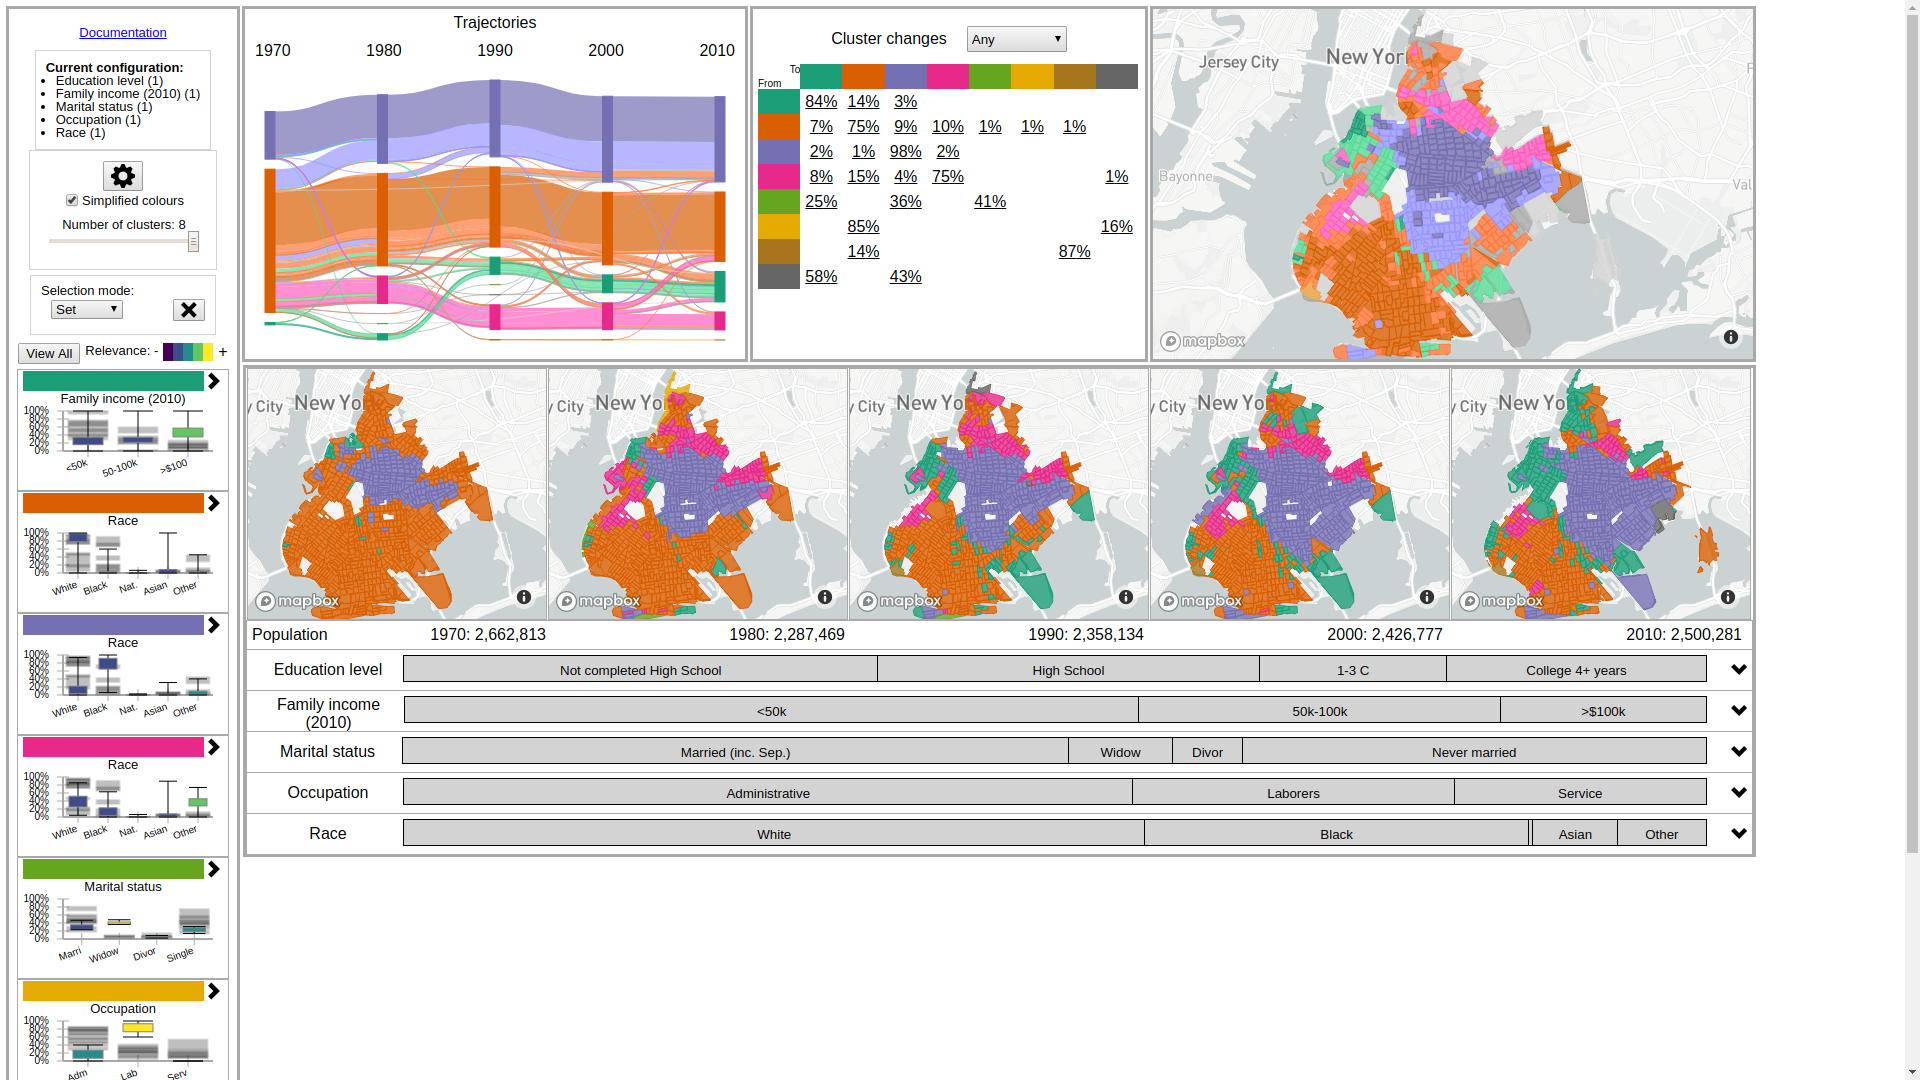 Documentation
Current configuration:
Education level (1)
Family income (2010) (1)
Marital status (1)
Occupation (1)
Race (1)
Simplified colours
Number of clusters: 8
Selection mode:
Set
View All
Relevance: - +
Family income (2010)
100%
80%
60%
40%
20%
0%
<50k 50-100k >$100
Race
100%
80%
60%
40%
20%
0%
White Black Nat. Asian Other
Race
100%
80%
60%
40%
20%
0%
White Black Nat. Asian Other
Race
100%
80%
60%
40%
20%
0%
White Black Nat. Asian Other
Marital status
100%
80%
60%
40%
20%
0%
Marri Widow Divor Single
Occupation
100%
80%
60%
40%
20%
0%
Adm Lab Serv
Trajectories
1970 1980 1990 2000 2010
Cluster changes Any
To
From
84% 14% 3%
7% 75% 9% 10% 1% 1% 1%
2% 1% 98% 2%
8% 15% 4% 75% 1%
25% 36% 41%
85% 16%
14% 87%
58% 43%
New Yor
Jersey City
Bayonne
Val
F
mapbox
y City New Yo
mapbox
y City New Yo
mapbox
y City New Yo
mapbox
y City New Yo
mapbox
y City New Yo
mapbox
Population 1970: 2,662,813 1980: 2,287,469 1990: 2,358,134 2000: 2,426,777 2010: 2,500,281
Education level Not completed High School High School 1-3 C College 4+ years
Family income
(2010) <50k 50k-100k >$100k
Marital status Married (inc. Sep.) Widow Divor Never married
Occupation Administrative Laborers Service
Race White Black Asian Other